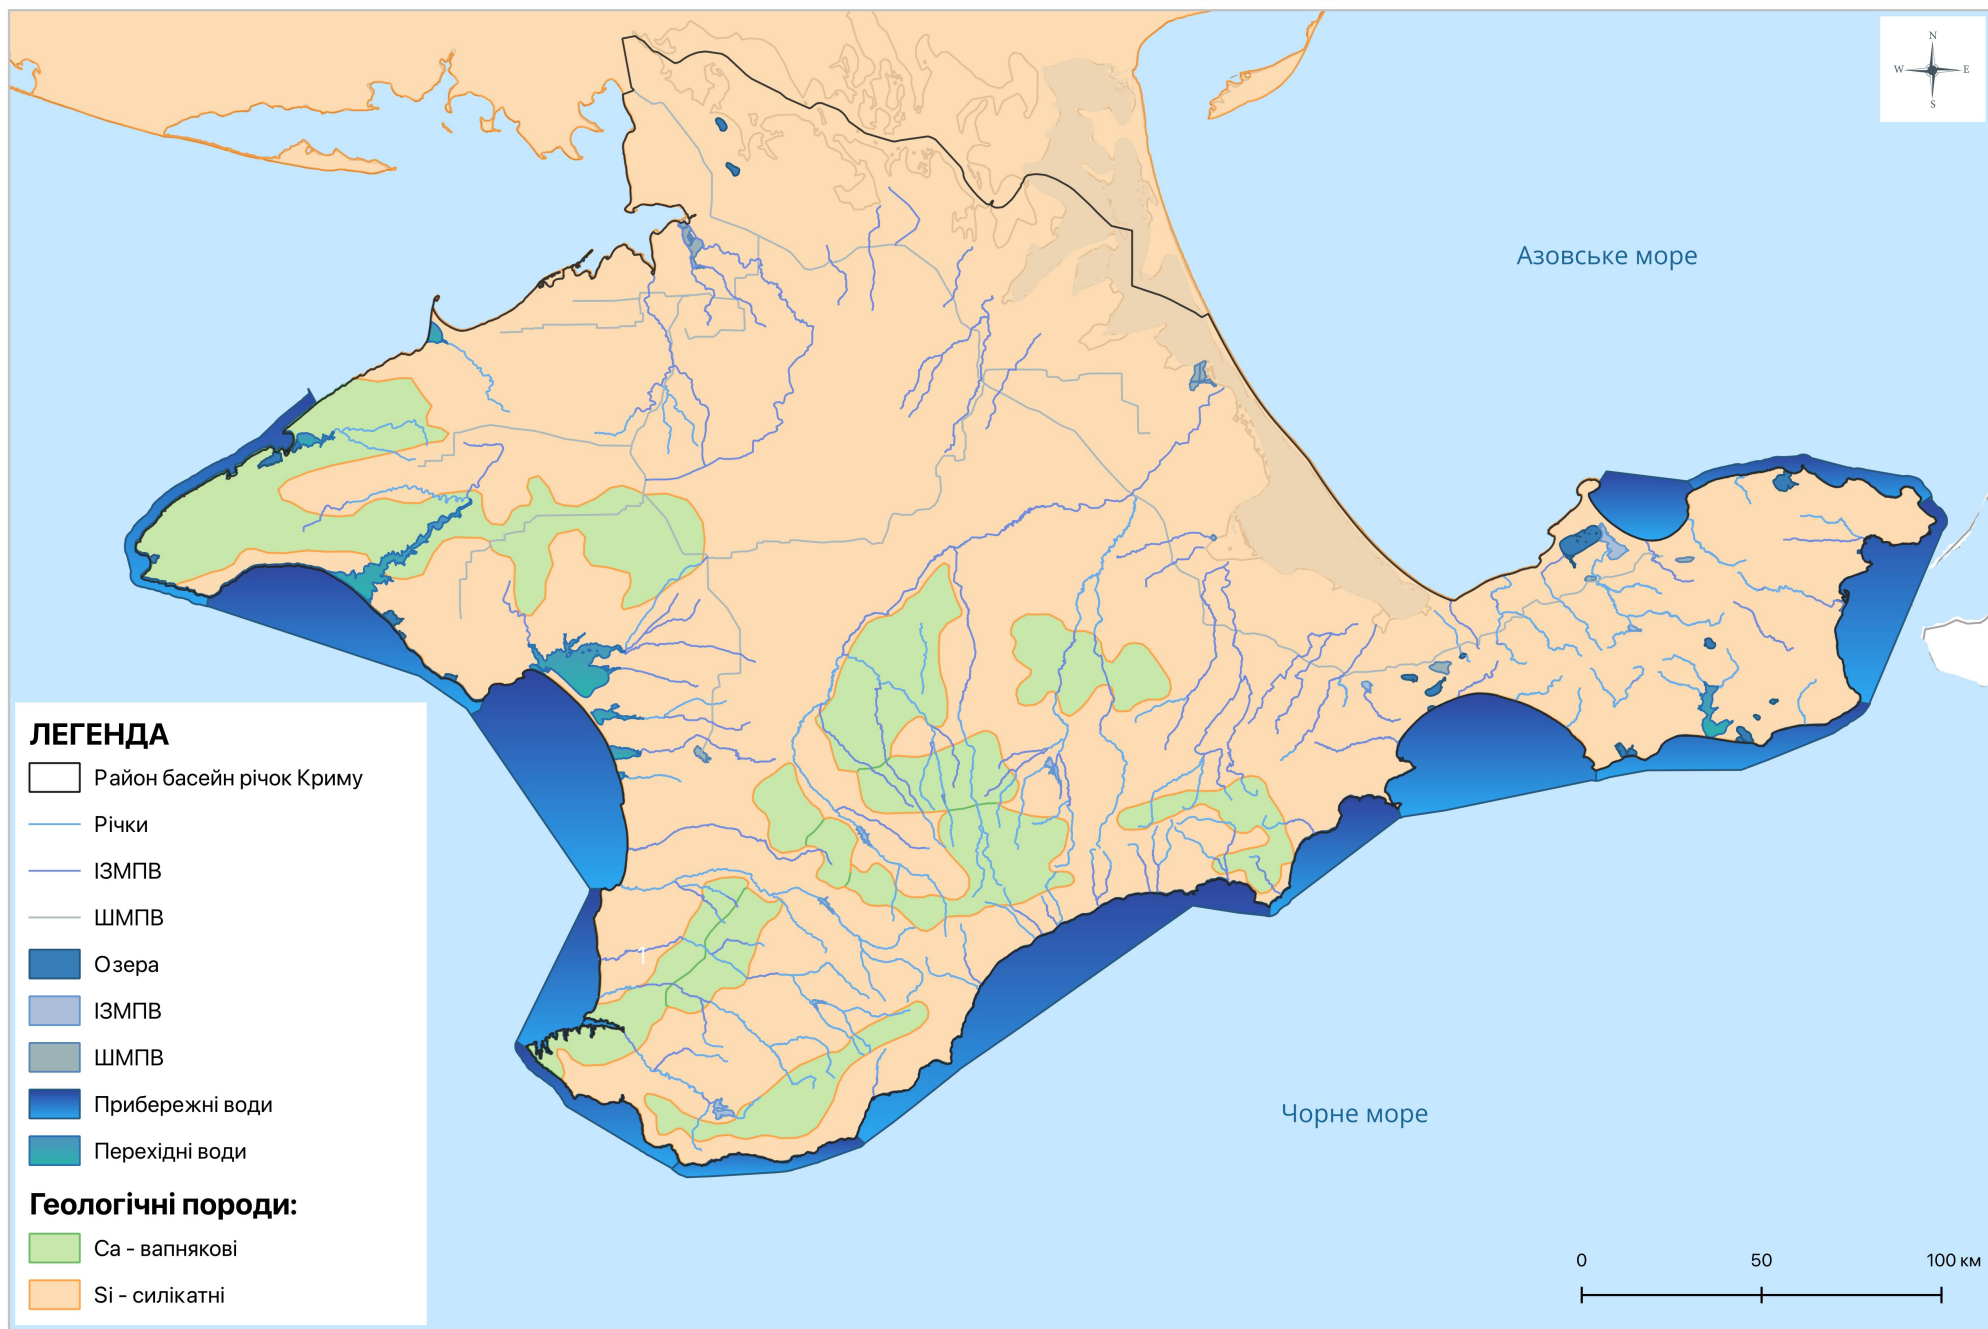 N
W E
S
Азовське море
Чорне море
1
ЛЕГЕНДА
Район басейн річок Криму
Річки
ІЗМПВ
ШМПВ
Озера
ІЗМПВ
ШМПВ
Прибережні води
Перехідні води
Геологічні породи:
Са - вапнякові
Si - силікатні
0 50 100 км